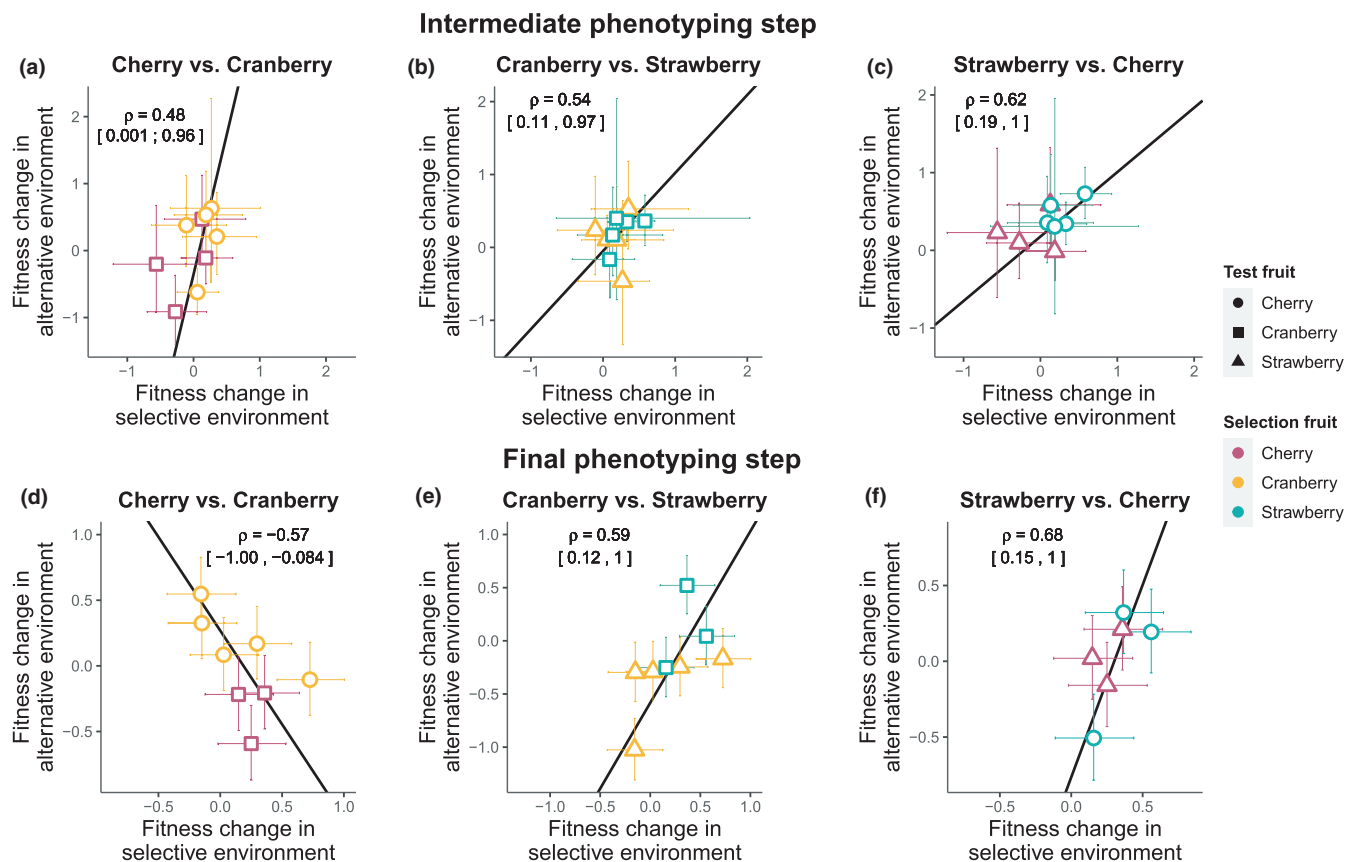 Intermediate phenotyping step
(a)
Cherry vs. Cranberry
ρ = 0.48
[ 0.001 ; 0.96 ]
Fitness change in
alternative environment
2
1
0
−1
−1
0
1
2
Fitness change in
selective environment
(b)
Cranberry vs. Strawberry
ρ = 0.54
[ 0.11 , 0.97 ]
Fitness change in
alternative environment
2
1
0
−1
−1
0
1
2
Fitness change in
selective environment
(c)
Strawberry vs. Cherry
ρ = 0.62
[ 0.19 , 1 ]
Fitness change in
alternative environment
2
1
0
−1
−1
0
1
2
Fitness change in
selective environment
Test fruit
Cherry
Cranberry
Strawberry
Selection fruit
Cherry
Cranberry
Strawberry
Final phenotyping step
(d)
Cherry vs. Cranberry
ρ = −0.57
[ −1.00 , −0.084 ]
Fitness change in
alternative environment
1.0
0.5
0.0
−0.5
−0.5
0.0
0.5
1.0
Fitness change in
selective environment
(e)
Cranberry vs. Strawberry
ρ = 0.59
[ 0.12 , 1 ]
Fitness change in
alternative environment
1.0
0.5
0.0
−0.5
−1.0
−1.0
−0.5
0.0
0.5
1.0
Fitness change in
selective environment
(f)
Strawberry vs. Cherry
ρ = 0.68
[ 0.15 , 1 ]
Fitness change in
alternative environment
0.5
0.0
−0.5
0.0
0.5
Fitness change in
selective environment